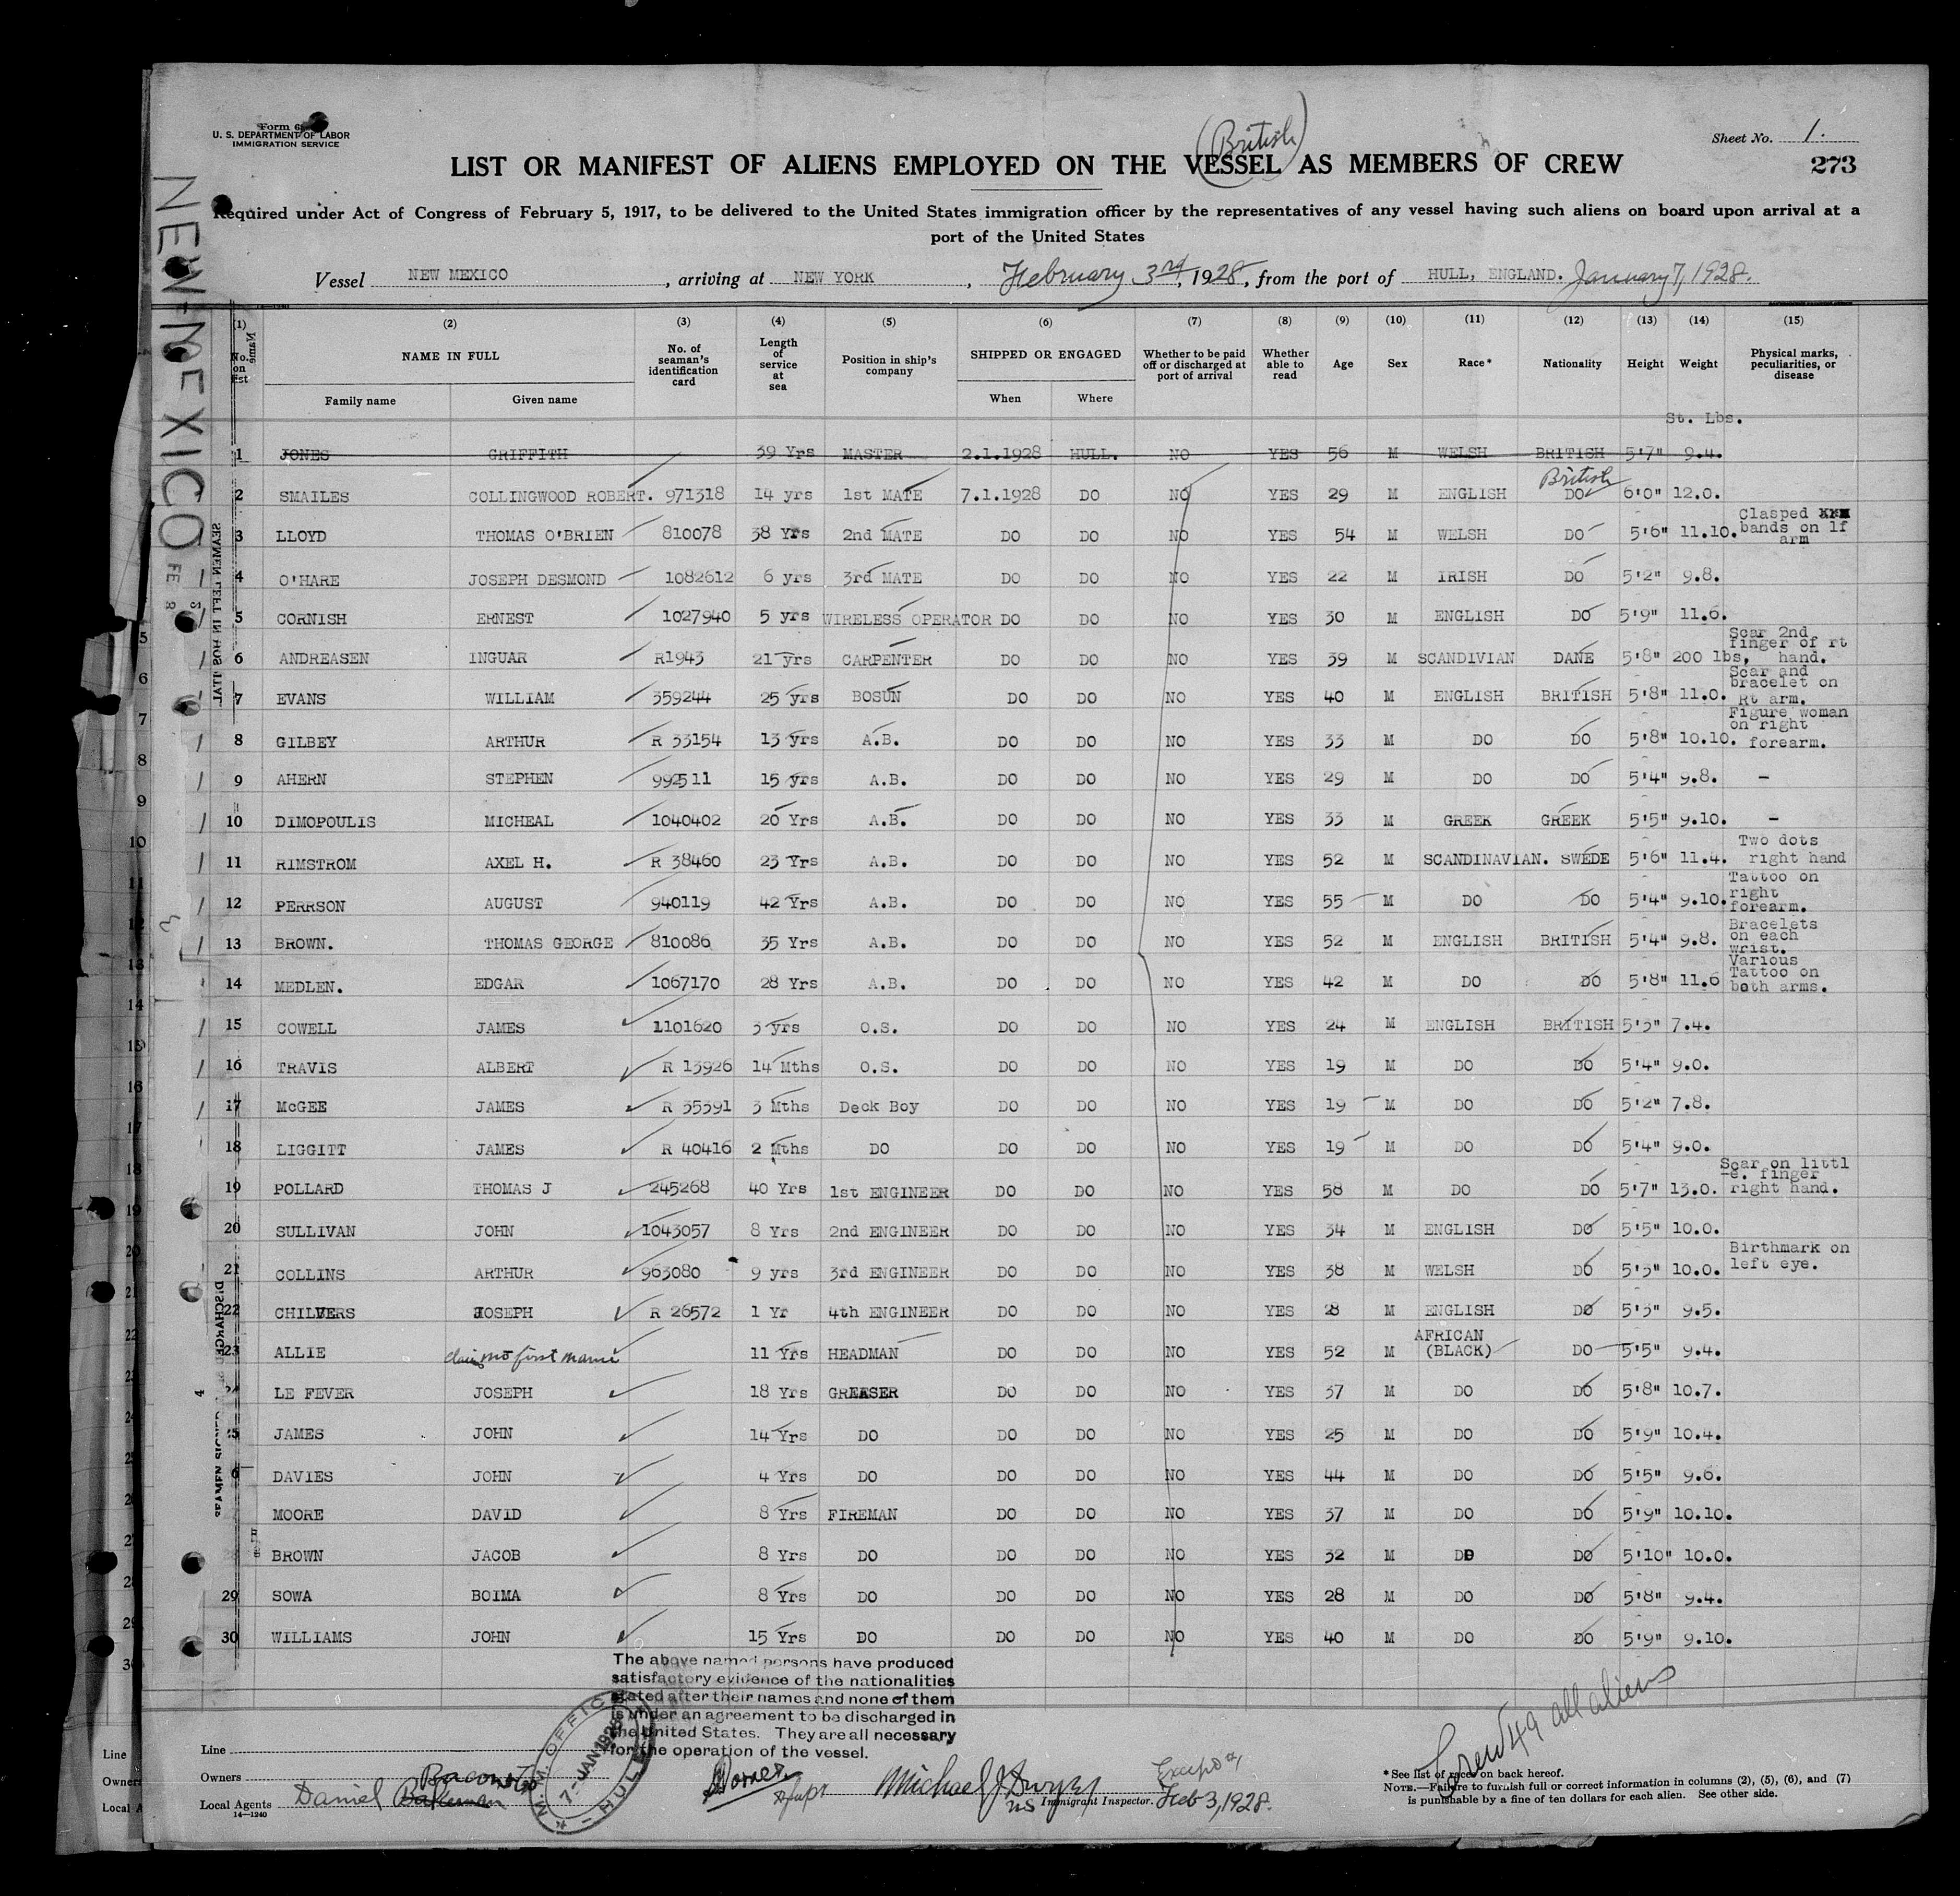 Form 6
U. S. DEPARTMENT OF LABOR
IMMIGRATION SERVICE
(British)
Sheet No. 1.
LIST OR MANIFEST OF ALIENS EMPLOYED ON THE VESSEL AS MEMBERS OF CREW
273
Required under Act of Congress of February 5, 1917, to be delivered to the United States immigration officer by the representatives of any vessel having such aliens on board upon arrival at a
port of the United States
Vessel NEW MEXICO, arriving at NEW YORK, February 3rd, 1928, from the port of HULL, ENGLAND. January 7, 1928.
NEW-MEXICO
(1) (2) (3) (4) (5) (6) (7) (8) (9) (10) (11) (12) (13) (14) (15)
No. on list NAME IN FULL Family name Given name No. of seaman's identification card Length of service at sea Position in ship's company SHIPPED OR ENGAGED When Where Whether to be paid off or discharged at port of arrival Whether able to read Age Sex Race* Nationality Height Weight Physical marks, peculiarities, or disease
St. Lbs.
1 JONES GRIFFITH 39 Yrs MASTER 2.1.1928 HULL. NO YES 56 M WELSH BRITISH 5'7" 9.4.
2 SMAILES COLLINGWOOD ROBERT. 971318 14 yrs 1st MATE 7.1.1928 DO NO YES 29 M ENGLISH British DO 6'0" 12.0.
3 LLOYD THOMAS O'BRIEN 810078 38 Yrs 2nd MATE DO DO NO YES 54 M WELSH DO 5'6" 11.10. Clasped xxx bands on lf arm
4 O'HARE JOSEPH DESMOND 1082612 6 yrs 3rd MATE DO DO NO YES 22 M IRISH DO 5'2" 9.8.
5 CORNISH ERNEST 1027940 5 yrs WIRELESS OPERATOR DO DO NO YES 30 M ENGLISH DO 5'9" 11.6.
6 ANDREASEN INGUAR R1943 21 yrs CARPENTER DO DO NO YES 39 M SCANDIVIAN DANE 5'8" 200 lbs, Scar 2nd finger of rt hand.
7 EVANS WILLIAM 359244 25 yrs BOSUN DO DO NO YES 40 M ENGLISH BRITISH 5'8" 11.0. Scar and bracelet on Rt arm.
8 GILBEY ARTHUR R 33154 13 yrs A.B. DO DO NO YES 33 M DO DO 5'8" 10.10. Figure woman on right forearm.
9 AHERN STEPHEN 992511 15 yrs A.B. DO DO NO YES 29 M DO DO 5'4" 9.8. -
10 DIMOPOULIS MICHEAL 1040402 20 Yrs A.B. DO DO NO YES 33 M GREEK GREEK 5'5" 9.10. -
11 RIMSTROM AXEL H. R 38460 23 Yrs A.B. DO DO NO YES 52 M SCANDINAVIAN. SWEDE 5'6" 11.4. Two dots right hand
12 PERRSON AUGUST 940119 42 Yrs A.B. DO DO NO YES 55 M DO DO 5'4" 9.10. Tattoo on right forearm.
13 BROWN. THOMAS GEORGE 810086 35 Yrs A.B. DO DO NO YES 52 M ENGLISH BRITISH 5'4" 9.8. Bracelets on each wrist.
14 MEDLEN. EDGAR 1067170 28 Yrs A.B. DO DO NO YES 42 M DO DO 5'8" 11.6 Various Tattoo on both arms.
15 COWELL JAMES 1101620 3 yrs O.S. DO DO NO YES 24 M ENGLISH BRITISH 5'3" 7.4.
16 TRAVIS ALBERT R 13926 14 Mths O.S. DO DO NO YES 19 M DO DO 5'4" 9.0.
17 McGEE JAMES R 35391 3 Mths Deck Boy DO DO NO YES 19 M DO DO 5'2" 7.8.
18 LIGGITT JAMES R 40416 2 Mths DO DO DO NO YES 19 M DO DO 5'4" 9.0.
19 POLLARD THOMAS J 245268 40 Yrs 1st ENGINEER DO DO NO YES 58 M DO DO 5'7" 13.0. Scar on littl -e. finger right hand.
20 SULLIVAN JOHN 1043057 8 Yrs 2nd ENGINEER DO DO NO YES 34 M ENGLISH DO 5'5" 10.0.
21 COLLINS ARTHUR 963080 9 yrs 3rd ENGINEER DO DO NO YES 38 M WELSH DO 5'3" 10.0. Birthmark on left eye.
22 CHILVERS JOSEPH R 26572 1 Yr 4th ENGINEER DO DO NO YES 28 M ENGLISH DO 5'3" 9.5.
23 ALLIE claims no first name 11 Yrs HEADMAN DO DO NO YES 52 M AFRICAN (BLACK) DO 5'5" 9.4.
24 LE FEVER JOSEPH 18 Yrs GREASER DO DO NO YES 37 M DO DO 5'8" 10.7.
25 JAMES JOHN 14 Yrs DO DO DO NO YES 25 M DO DO 5'9" 10.4.
6 DAVIES JOHN 4 Yrs DO DO DO NO YES 44 M DO DO 5'5" 9.6.
MOORE DAVID 8 Yrs FIREMAN DO DO NO YES 37 M DO DO 5'9" 10.10.
BROWN JACOB 8 Yrs DO DO DO NO YES 32 M DO DO 5'10" 10.0.
29 SOWA BOIMA 8 Yrs DO DO DO NO YES 28 M DO DO 5'8" 9.4.
30 WILLIAMS JOHN 15 Yrs DO DO DO NO YES 40 M DO DO 5'9" 9.10.
The above named persons have produced
satisfactory evidence of the nationalities
stated after their names and none of them
is under an agreement to be discharged in
the United States. They are all necessary
for the operation of the vessel.
M.M. OFFICE HULL 7-JAN 1928
Crew 49 all aliens
Line
Owners
Local Agents Daniel Bacon
14-1240
Michael J Dwyer
US Immigrant Inspector. Feb 3, 1928.
* See list of races on back hereof.
NOTE.—Failure to furnish full or correct information in columns (2), (5), (6), and (7)
is punishable by a fine of ten dollars for each alien. See other side.